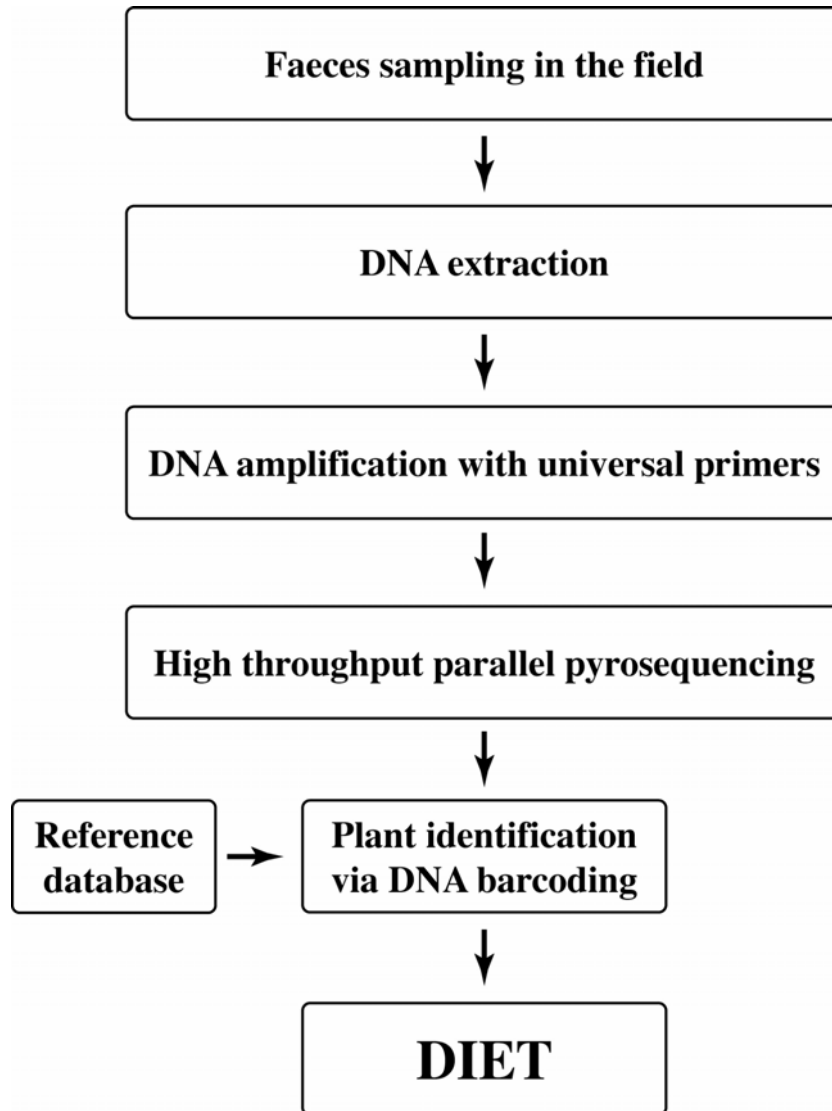 Faeces sampling in the field
DNA extraction
DNA amplification with universal primers
High throughput parallel pyrosequencing
Reference
database
Plant identification
via DNA barcoding
DIET